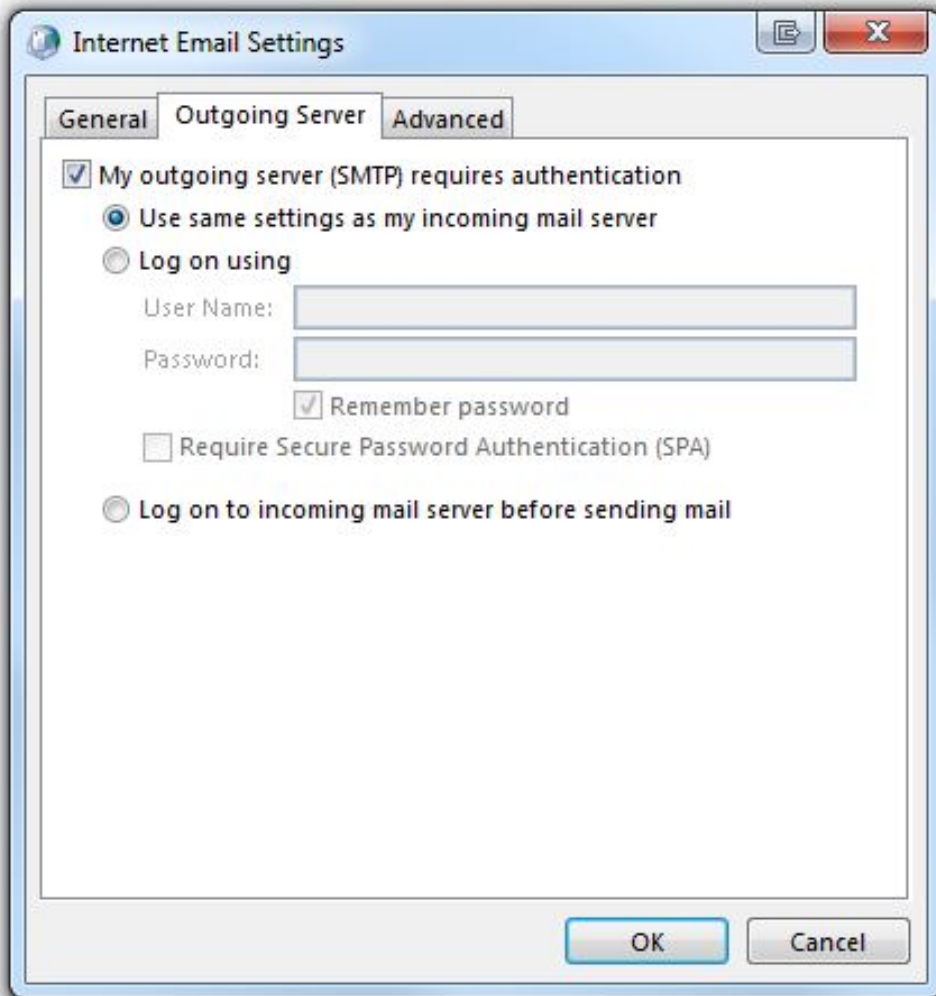 Internet Email Settings
General Outgoing Server Advanced
My outgoing server (SMTP) requires authentication
Use same settings as my incoming mail server
Log on using
User Name:
Password:
Remember password
Require Secure Password Authentication (SPA)
Log on to incoming mail server before sending mail
OK Cancel